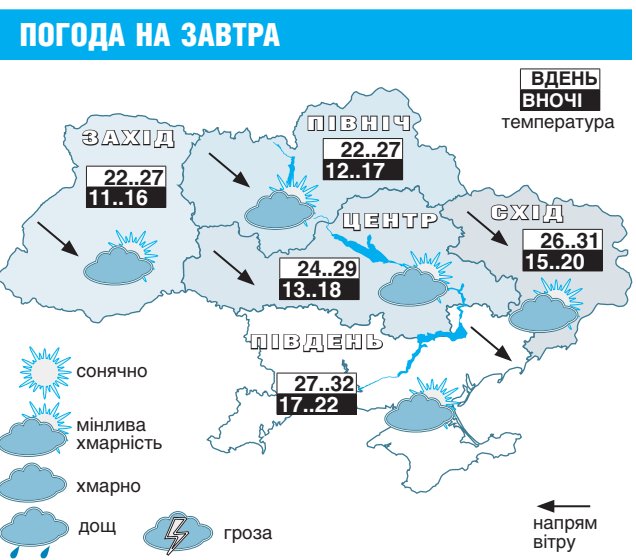 ПОГОДА НА ЗАВТРА
ВДЕНЬ
ВНОЧІ
температура
ЗАХІД
22..27
11..16
ПІВНІЧ
22..27
12..17
ЦЕНТР
24..29
13..18
СХІД
26..31
15..20
ПІВДЕНЬ
27..32
17..22
сонячно
мінлива
хмарність
хмарно
дощ
гроза
напрям
вітру